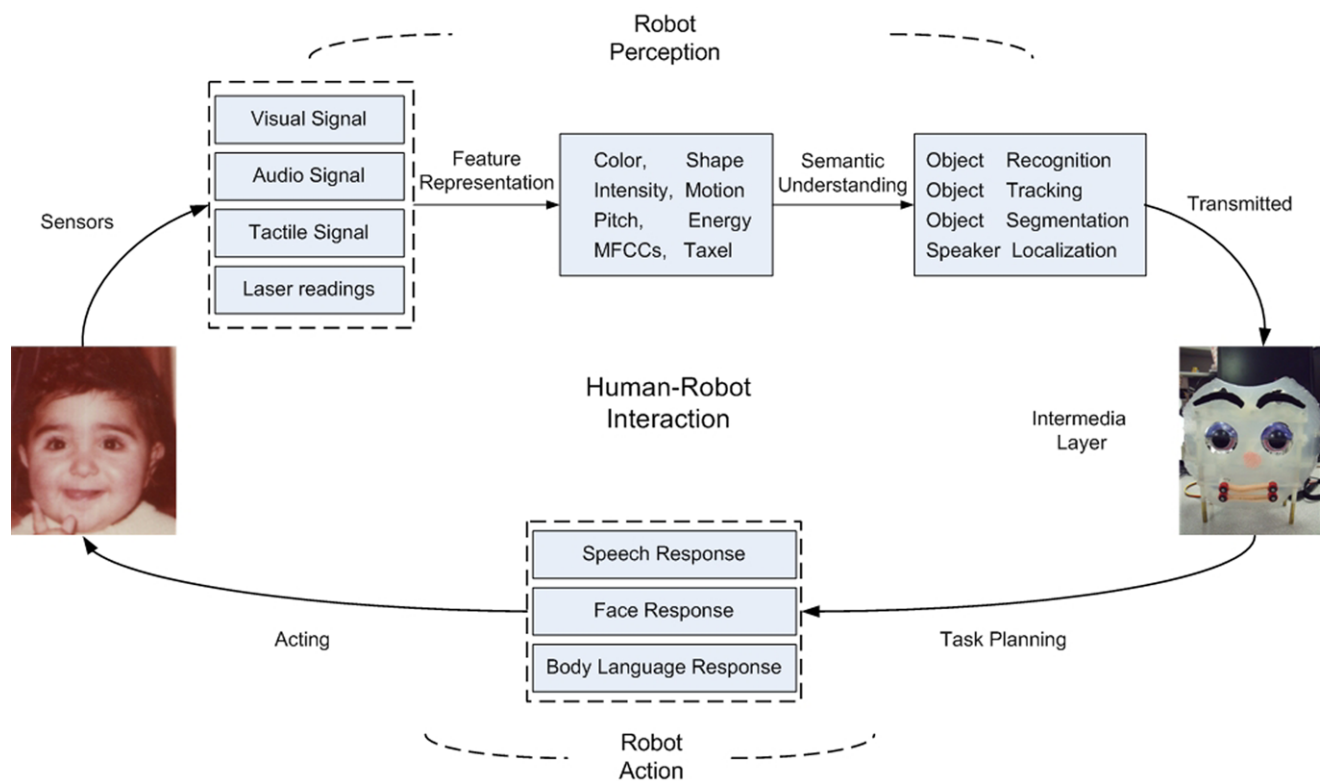 Robot
Perception
Visual Signal
Audio Signal
Tactile Signal
Laser readings
Sensors
Feature
Representation
Color, Shape
Intensity, Motion
Pitch, Energy
MFCCs, Taxel
Semantic
Understanding
Object Recognition
Object Tracking
Object Segmentation
Speaker Localization
Transmitted
Human-Robot
Interaction
Intermedia
Layer
Speech Response
Face Response
Body Language Response
Acting
Task Planning
Robot
Action